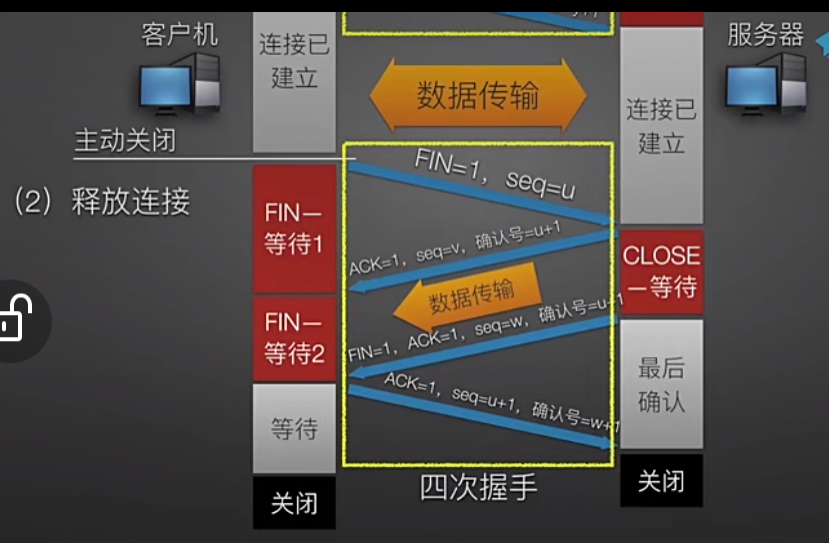 客户机
服务器
连接已
建立
数据传输
连接已
建立
主动关闭
(2) 释放连接
FIN=1, seq=u
FIN—
等待1
ACK=1, seq=v, 确认号=u+1
CLOSE
—等待
数据传输
FIN—
等待2
FIN=1, ACK=1, seq=w, 确认号=u+1
最后
确认
ACK=1, seq=u+1, 确认号=w+1
等待
四次握手
关闭
关闭